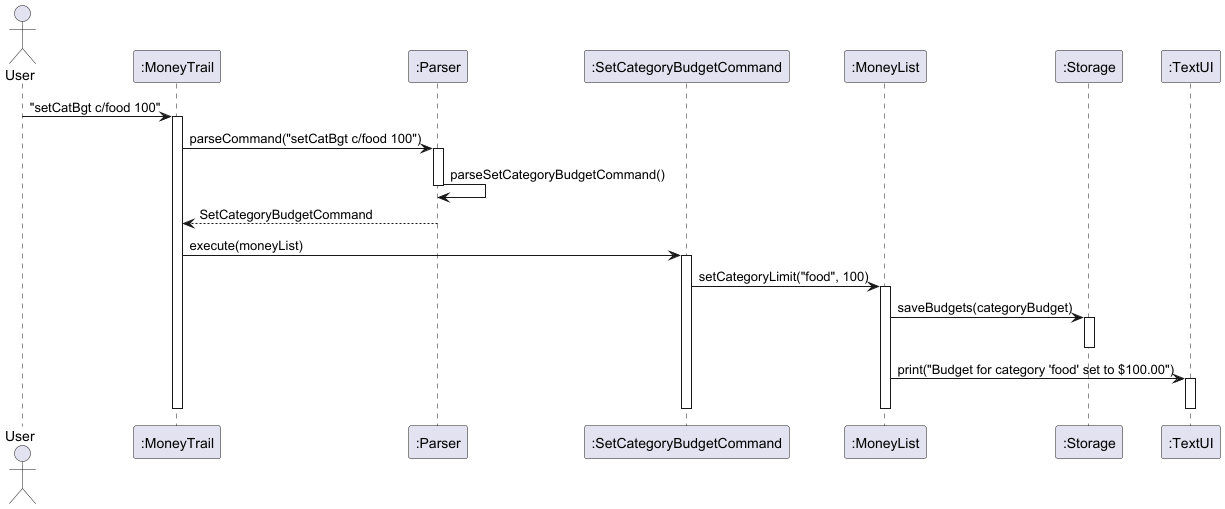 User
:MoneyTrail
:Parser
:SetCategoryBudgetCommand
:MoneyList
:Storage
:TextUI
"setCatBgt c/food 100"
parseCommand("setCatBgt c/food 100")
parseSetCategoryBudgetCommand()
SetCategoryBudgetCommand
execute(moneyList)
setCategoryLimit("food", 100)
saveBudgets(categoryBudget)
print("Budget for category 'food' set to $100.00")
User
:MoneyTrail
:Parser
:SetCategoryBudgetCommand
:MoneyList
:Storage
:TextUI